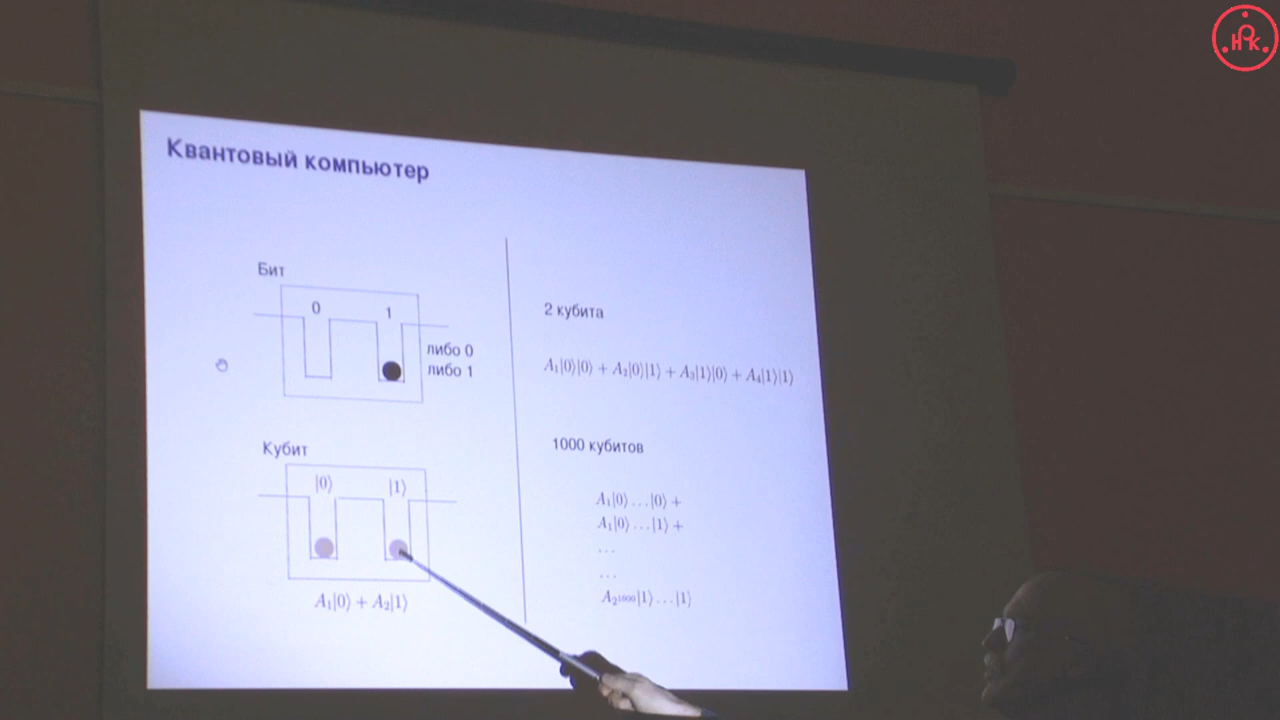 Квантовый компьютер
Бит
0 1
либо 0
либо 1
Кубит
|0⟩ |1⟩
A₁|0⟩ + A₂|1⟩
2 кубита
A₁|0⟩|0⟩ + A₂|0⟩|1⟩ + A₃|1⟩|0⟩ + A₄|1⟩|1⟩
1000 кубитов
A₁|0⟩…|0⟩ +
A₁|0⟩…|1⟩ +
…
…
A₂¹⁰⁰⁰|1⟩…|1⟩